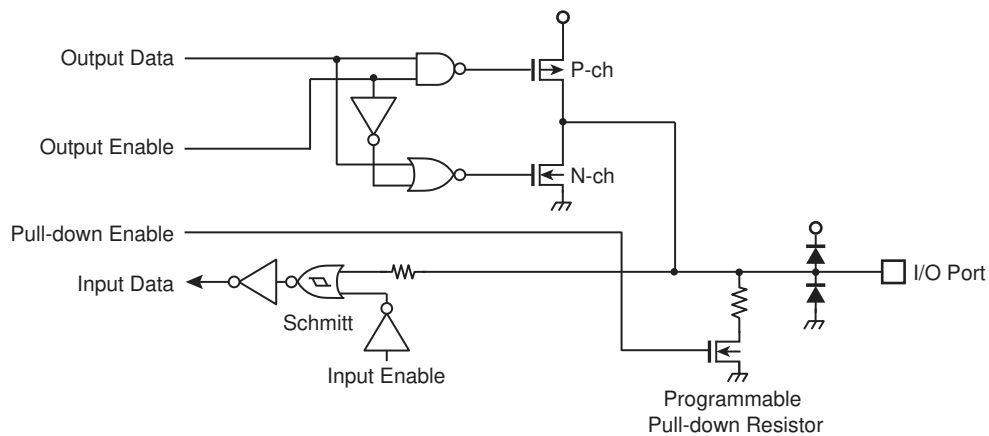 Output Data
P-ch
Output Enable
N-ch
Pull-down Enable
Input Data
I/O Port
Schmitt
Input Enable
Programmable
Pull-down Resistor